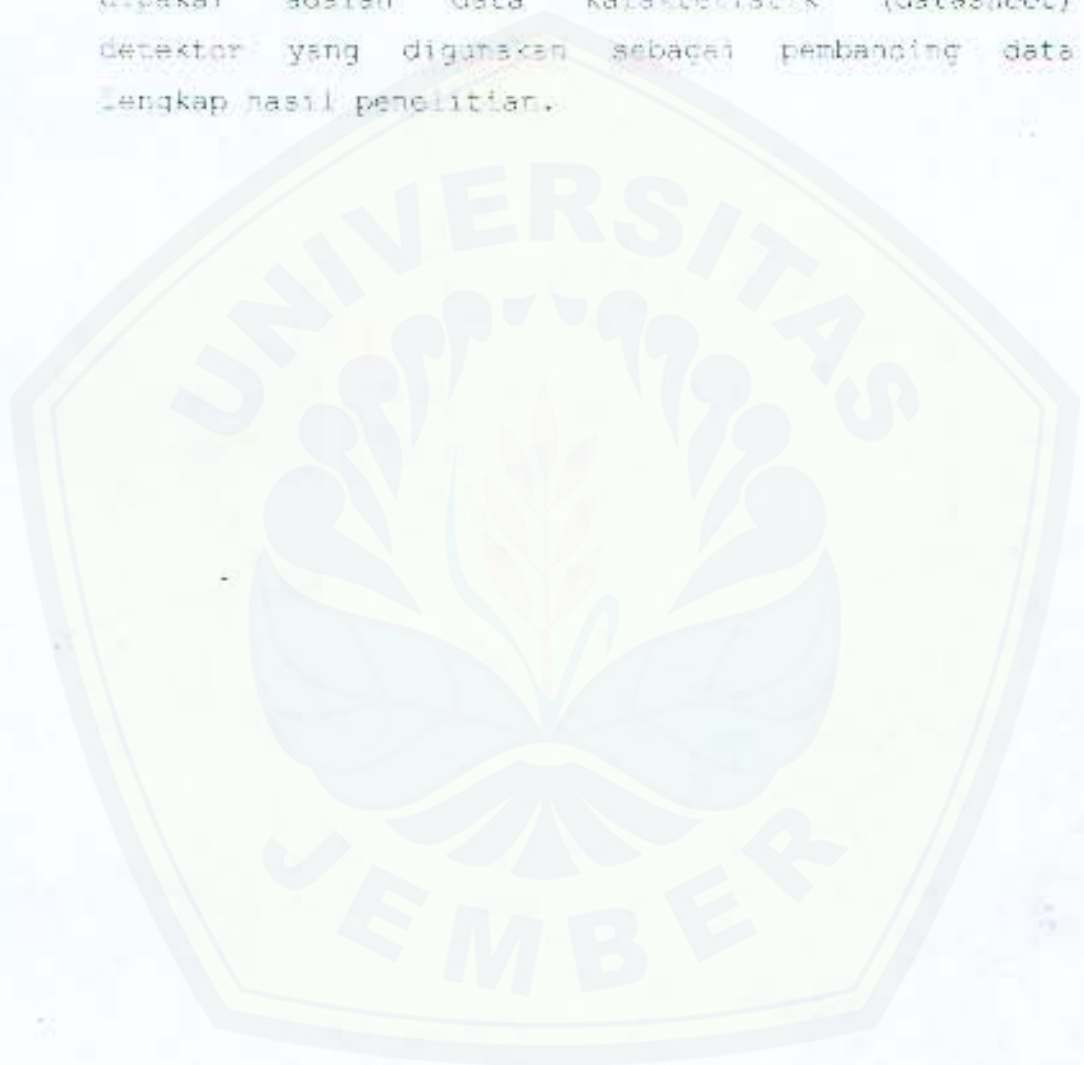 dipakai adalah data karakteristik (datasheet)
detektor yang digunakan sebagai pembanding data
lengkap hasil penelitian.
UNIVERSITAS
JEMBER